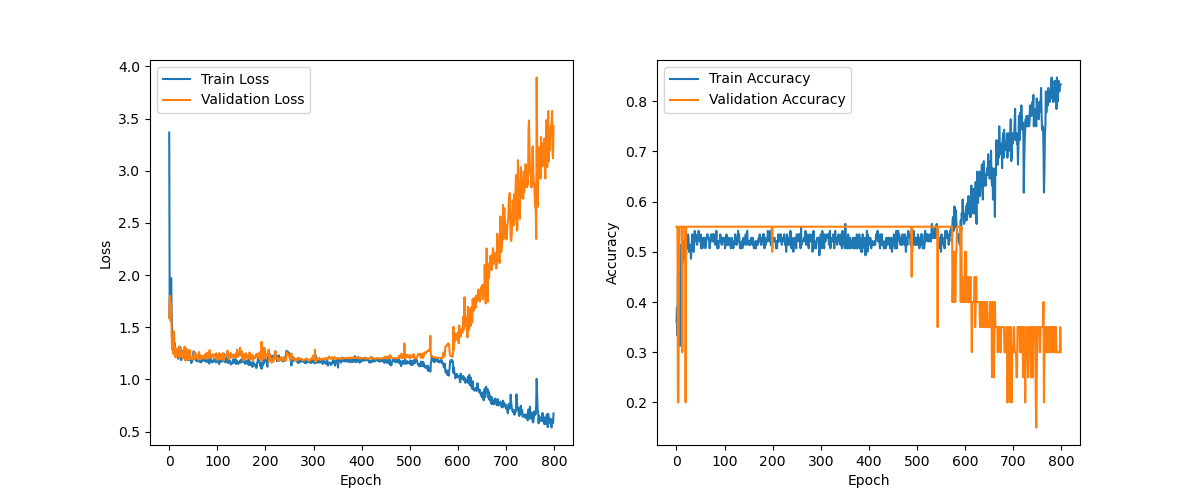 Train Loss
Validation Loss
4.0
3.5
3.0
2.5
2.0
1.5
1.0
0.5
Loss
0 100 200 300 400 500 600 700 800
Epoch
Train Accuracy
Validation Accuracy
0.8
0.7
0.6
0.5
0.4
0.3
0.2
Accuracy
0 100 200 300 400 500 600 700 800
Epoch